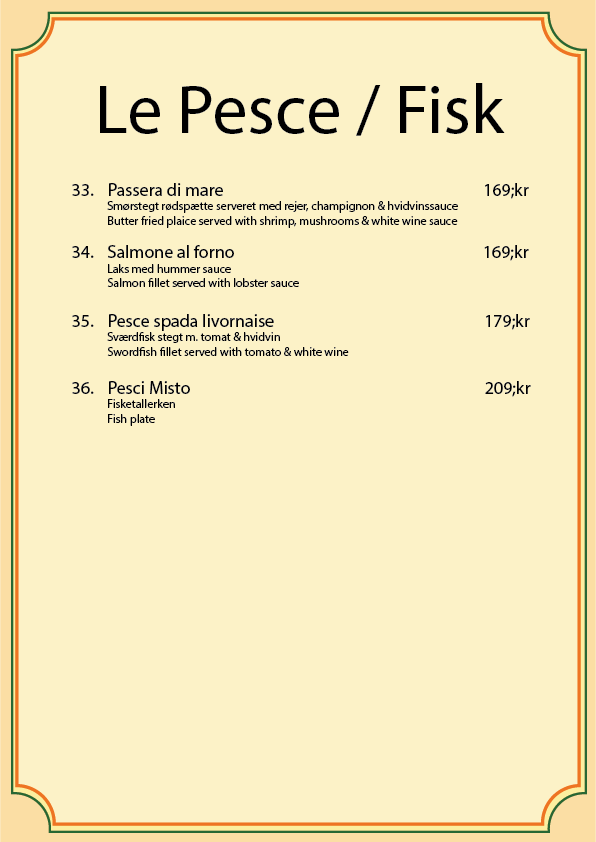 Le Pesce / Fisk
33. Passera di mare 169;kr
Smørstegt rødspætte serveret med rejer, champignon & hvidvinssauce
Butter fried plaice served with shrimp, mushrooms & white wine sauce
34. Salmone al forno 169;kr
Laks med hummer sauce
Salmon fillet served with lobster sauce
35. Pesce spada livornaise 179;kr
Sværdfisk stegt m. tomat & hvidvin
Swordfish fillet served with tomato & white wine
36. Pesci Misto 209;kr
Fisketallerken
Fish plate